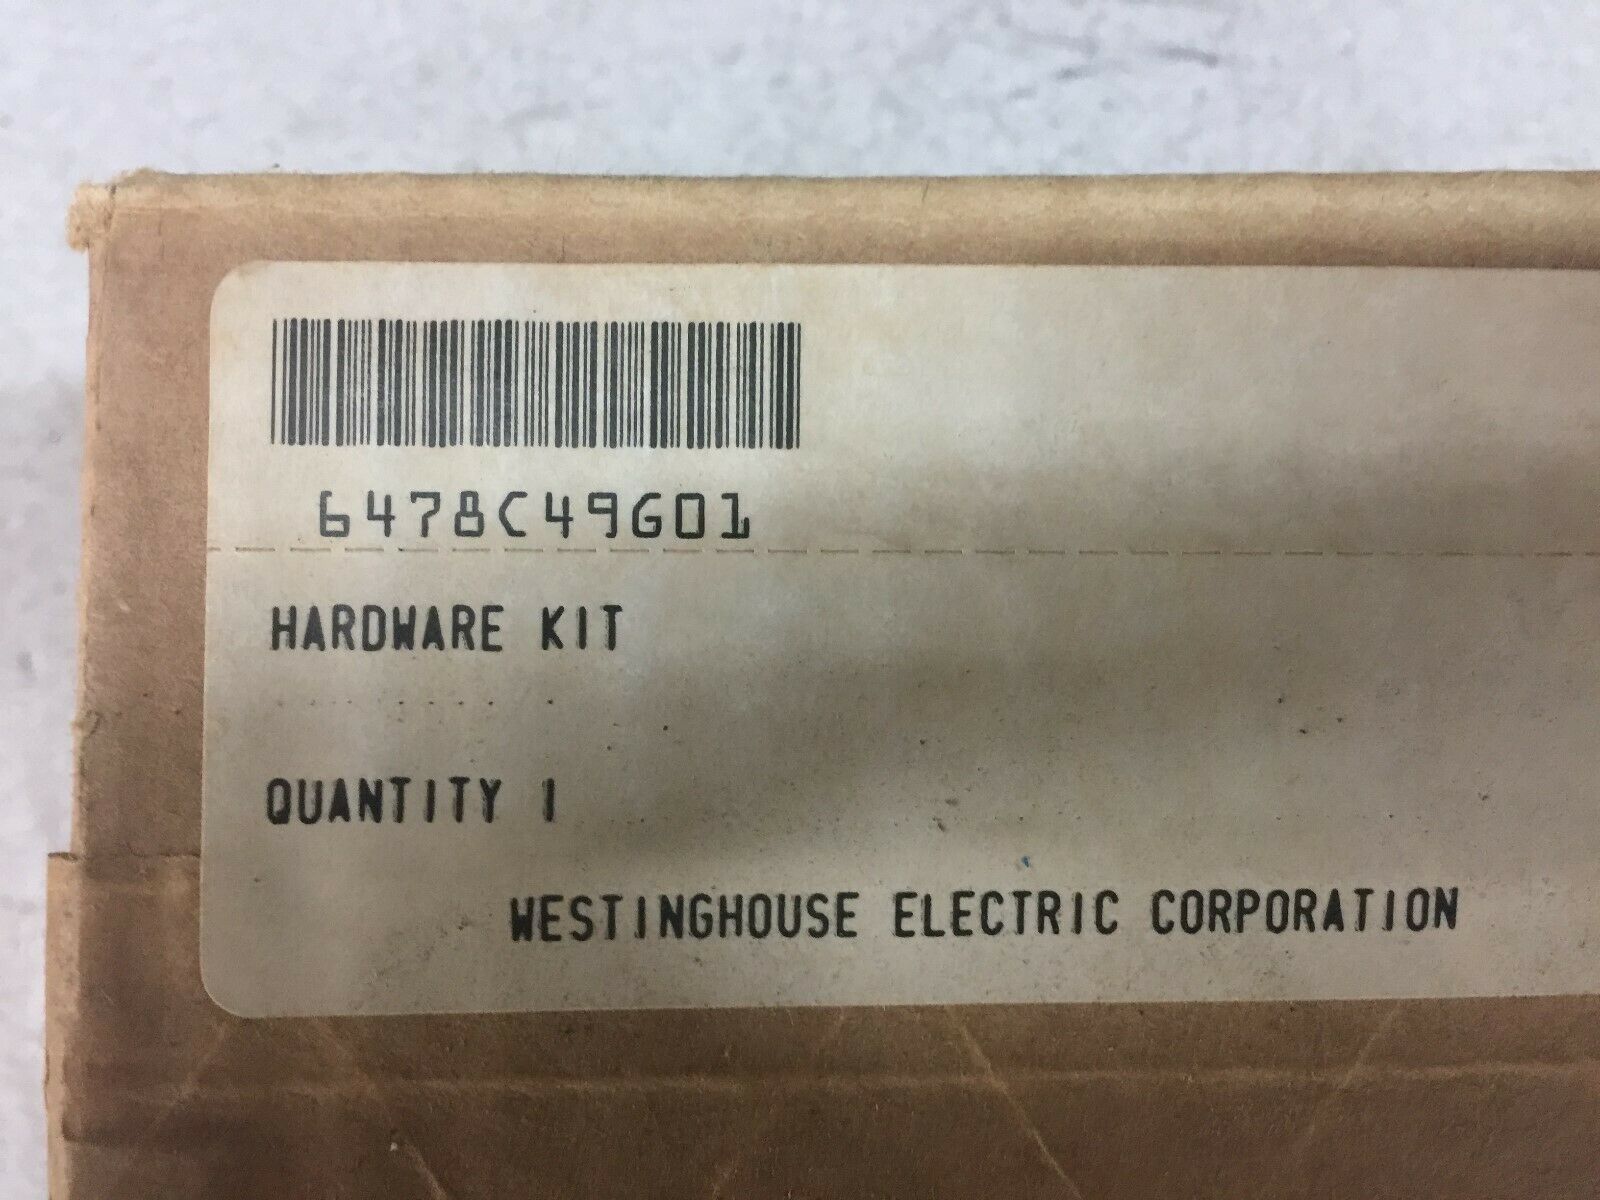 6478C49G01
HARDWARE KIT
QUANTITY 1
WESTINGHOUSE ELECTRIC CORPORATION